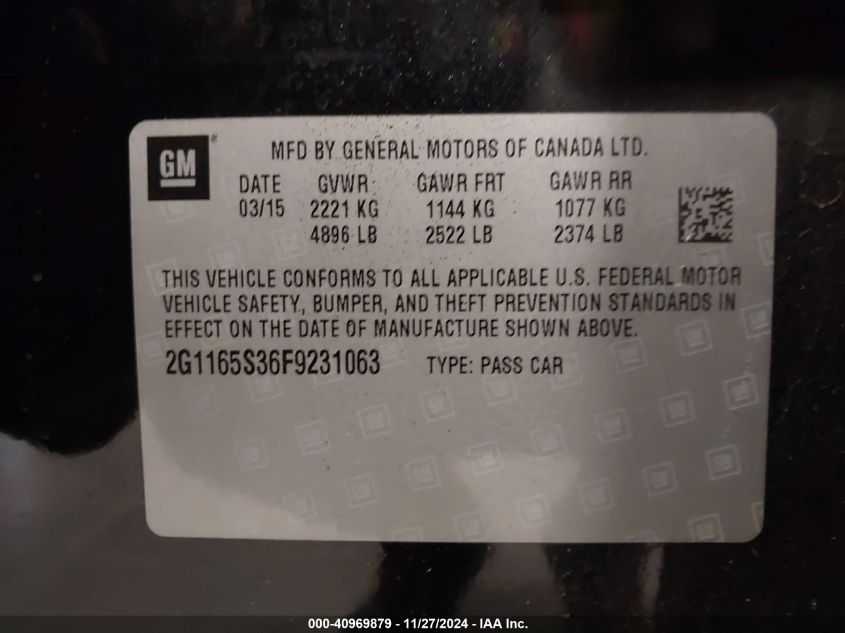 GM®
MFD BY GENERAL MOTORS OF CANADA LTD.
DATE GVWR GAWR FRT GAWR RR
03/15 2221 KG 1144 KG 1077 KG
4896 LB 2522 LB 2374 LB
THIS VEHICLE CONFORMS TO ALL APPLICABLE U.S. FEDERAL MOTOR
VEHICLE SAFETY, BUMPER, AND THEFT PREVENTION STANDARDS IN
EFFECT ON THE DATE OF MANUFACTURE SHOWN ABOVE.
2G1165S36F9231063 TYPE: PASS CAR
000-40969879 - 11/27/2024 - IAA Inc.